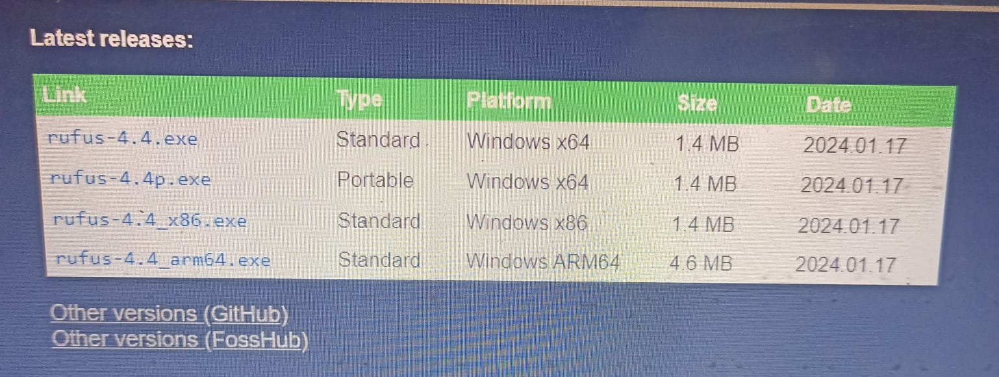 Latest releases:
Link Type Platform Size Date
rufus-4.4.exe Standard Windows x64 1.4 MB 2024.01.17
rufus-4.4p.exe Portable Windows x64 1.4 MB 2024.01.17
rufus-4.4_x86.exe Standard Windows x86 1.4 MB 2024.01.17
rufus-4.4_arm64.exe Standard Windows ARM64 4.6 MB 2024.01.17
Other versions (GitHub)
Other versions (FossHub)